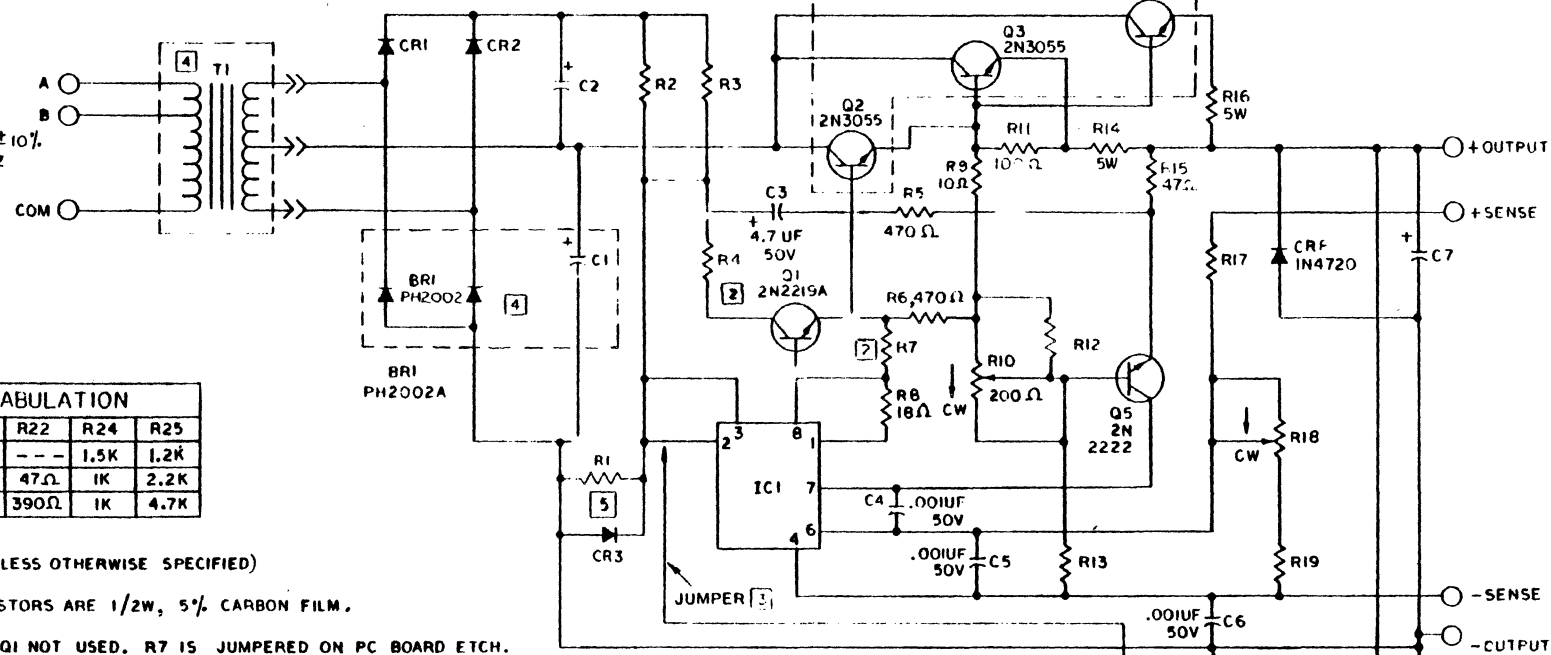 4
T1
A
B
± 10%
Z
COM
CR1
CR2
+
C2
R2
R3
Q3
2N3055
Q2
2N3055
R16
5W
R11
R14
5W
R9
10Ω
R15
47Ω
+OUTPUT
+SENSE
C3
+
4.7 UF
50V
R5
470 Ω
+
C1
R4
Q1
2N2219A
2
BR1
PH2002
4
BR1
PH2002A
R6,470Ω
R7
R8
18Ω
R10
200Ω
CW
R12
R17
1N4720
+
C7
Q5
2N
2222
R18
CW
ABULATION
R22 R24 R25
--- 1.5K 1.2K
47Ω 1K 2.2K
390Ω 1K 4.7K
R1
5
CR3
2 3 8 1
IC1
7
6
4
C4
.001UF
50V
.001UF
50V
C5
R13
R19
JUMPER 3
.001UF
50V
C6
-SENSE
-OUTPUT
LESS OTHERWISE SPECIFIED)
STORS ARE 1/2W, 5% CARBON FILM.
Q1 NOT USED. R7 IS JUMPERED ON PC BOARD ETCH.